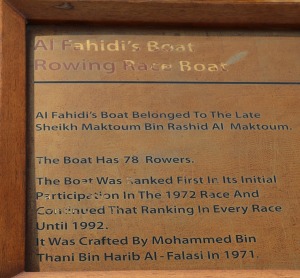 Al Fahidi's Boat
Rowing Race Boat
Al Fahidi's Boat Belonged To The Late
Sheikh Maktoum Bin Rashid Al Maktoum.
The Boat Has 78 Rowers.
The Boat Was Ranked First In Its Initial
Participation In The 1972 Race And
Continued That Ranking In Every Race
Until 1992.
It Was Crafted By Mohammed Bin
Thani Bin Harib Al-Falasi In 1971.